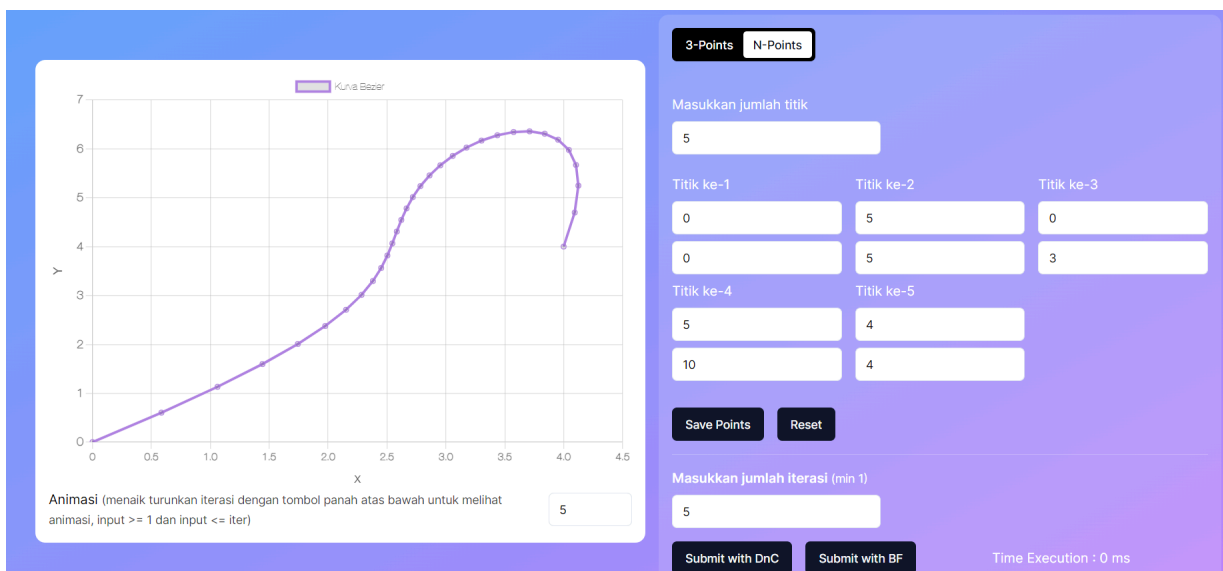 3-Points N-Points
Kurva Bezier
7
6
5
4
3
2
1
0
Y
0 0.5 1.0 1.5 2.0 2.5 3.0 3.5 4.0 4.5
X
Animasi (menaik turunkan iterasi dengan tombol panah atas bawah untuk melihat
animasi, input >= 1 dan input <= iter)
5
Masukkan jumlah titik
5
Titik ke-1 Titik ke-2 Titik ke-3
0 5 0
0 5 3
Titik ke-4 Titik ke-5
5 4
10 4
Save Points Reset
Masukkan jumlah iterasi (min 1)
5
Submit with DnC Submit with BF Time Execution : 0 ms